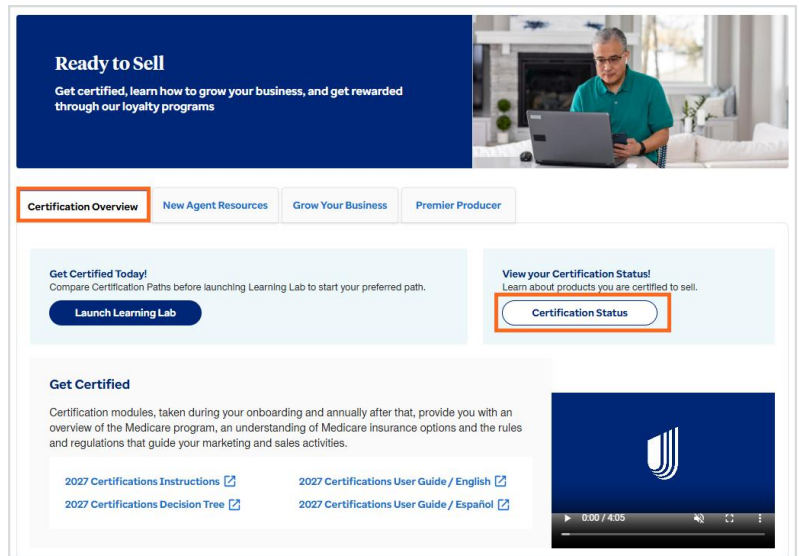 Ready to Sell
Get certified, learn how to grow your business, and get rewarded
through our loyalty programs
Certification Overview
New Agent Resources
Grow Your Business
Premier Producer
Get Certified Today!
Compare Certification Paths before launching Learning Lab to start your preferred path.
Launch Learning Lab
View your Certification Status!
Learn about products you are certified to sell.
Certification Status
Get Certified
Certification modules, taken during your onboarding and annually after that, provide you with an
overview of the Medicare program, an understanding of Medicare insurance options and the rules
and regulations that guide your marketing and sales activities.
2027 Certifications Instructions
2027 Certifications User Guide / English
2027 Certifications Decision Tree
2027 Certifications User Guide / Español
0:00 / 4:05